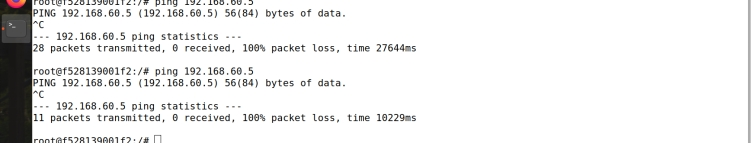 root@f528139001f2:/# ping 192.168.60.5
PING 192.168.60.5 (192.168.60.5) 56(84) bytes of data.
^C
--- 192.168.60.5 ping statistics ---
28 packets transmitted, 0 received, 100% packet loss, time 27644ms
root@f528139001f2:/# ping 192.168.60.5
PING 192.168.60.5 (192.168.60.5) 56(84) bytes of data.
^C
--- 192.168.60.5 ping statistics ---
11 packets transmitted, 0 received, 100% packet loss, time 10229ms
root@f528139001f2:/#